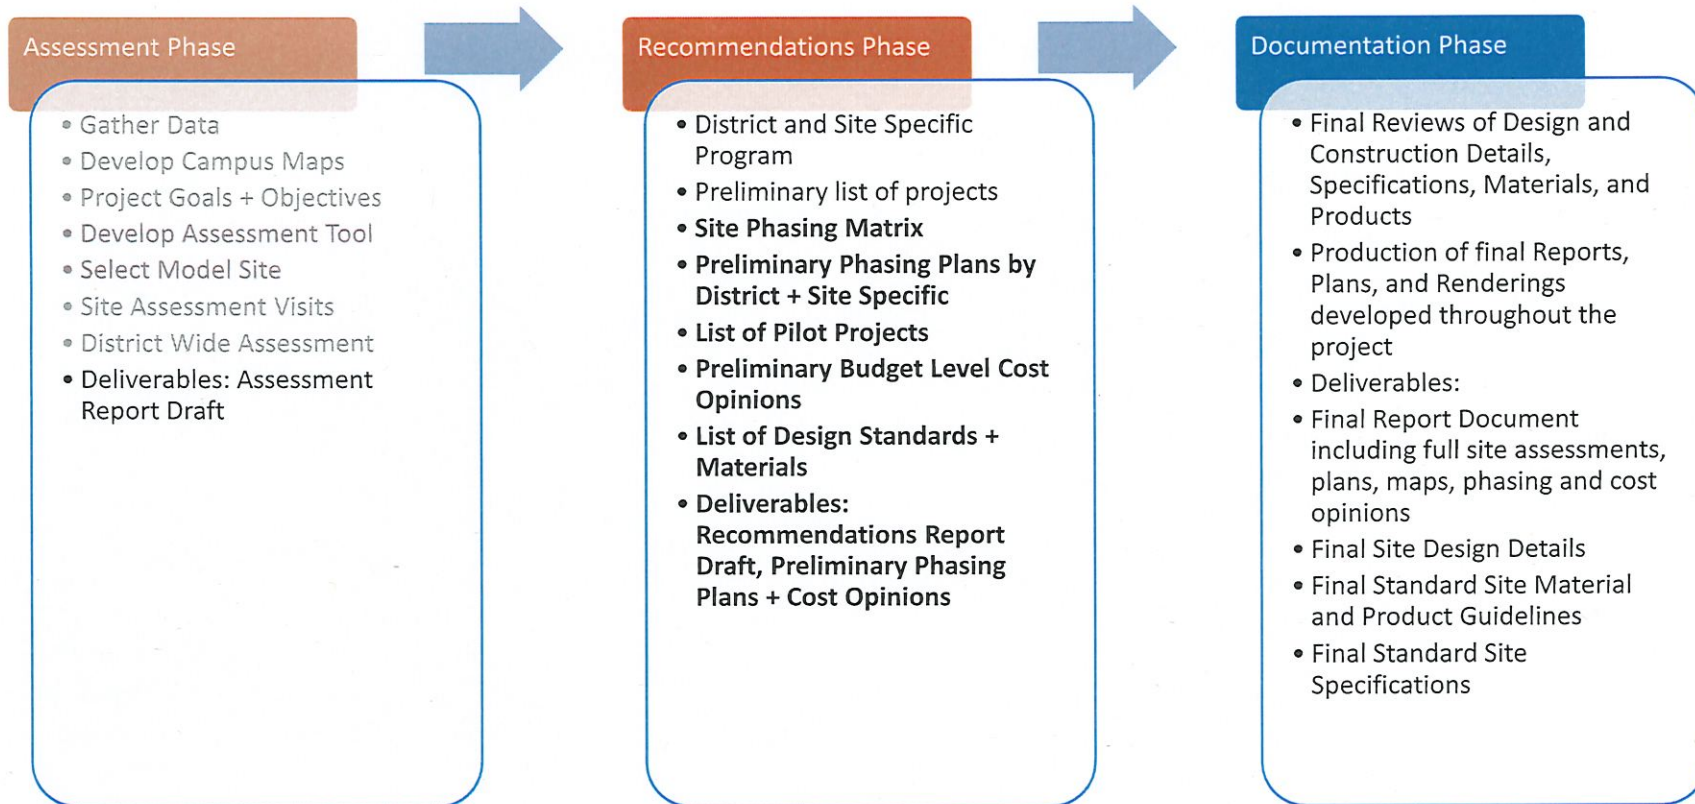 Assessment Phase
• Gather Data
• Develop Campus Maps
• Project Goals + Objectives
• Develop Assessment Tool
• Select Model Site
• Site Assessment Visits
• District Wide Assessment
• Deliverables: Assessment
Report Draft
Recommendations Phase
• District and Site Specific
Program
• Preliminary list of projects
• Site Phasing Matrix
• Preliminary Phasing Plans by
District + Site Specific
• List of Pilot Projects
• Preliminary Budget Level Cost
Opinions
• List of Design Standards +
Materials
• Deliverables:
Recommendations Report
Draft, Preliminary Phasing
Plans + Cost Opinions
Documentation Phase
• Final Reviews of Design and
Construction Details,
Specifications, Materials, and
Products
• Production of final Reports,
Plans, and Renderings
developed throughout the
project
• Deliverables:
• Final Report Document
including full site assessments,
plans, maps, phasing and cost
opinions
• Final Site Design Details
• Final Standard Site Material
and Product Guidelines
• Final Standard Site
Specifications